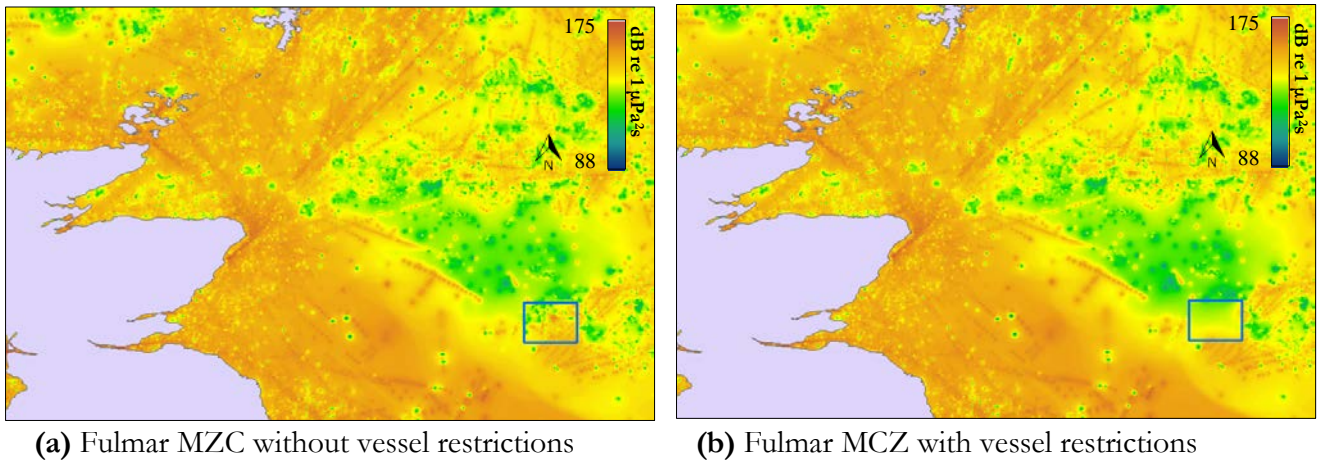 175
dB re 1 µPa²s
88
N
175
dB re 1 µPa²s
88
N
(a) Fulmar MZC without vessel restrictions
(b) Fulmar MCZ with vessel restrictions